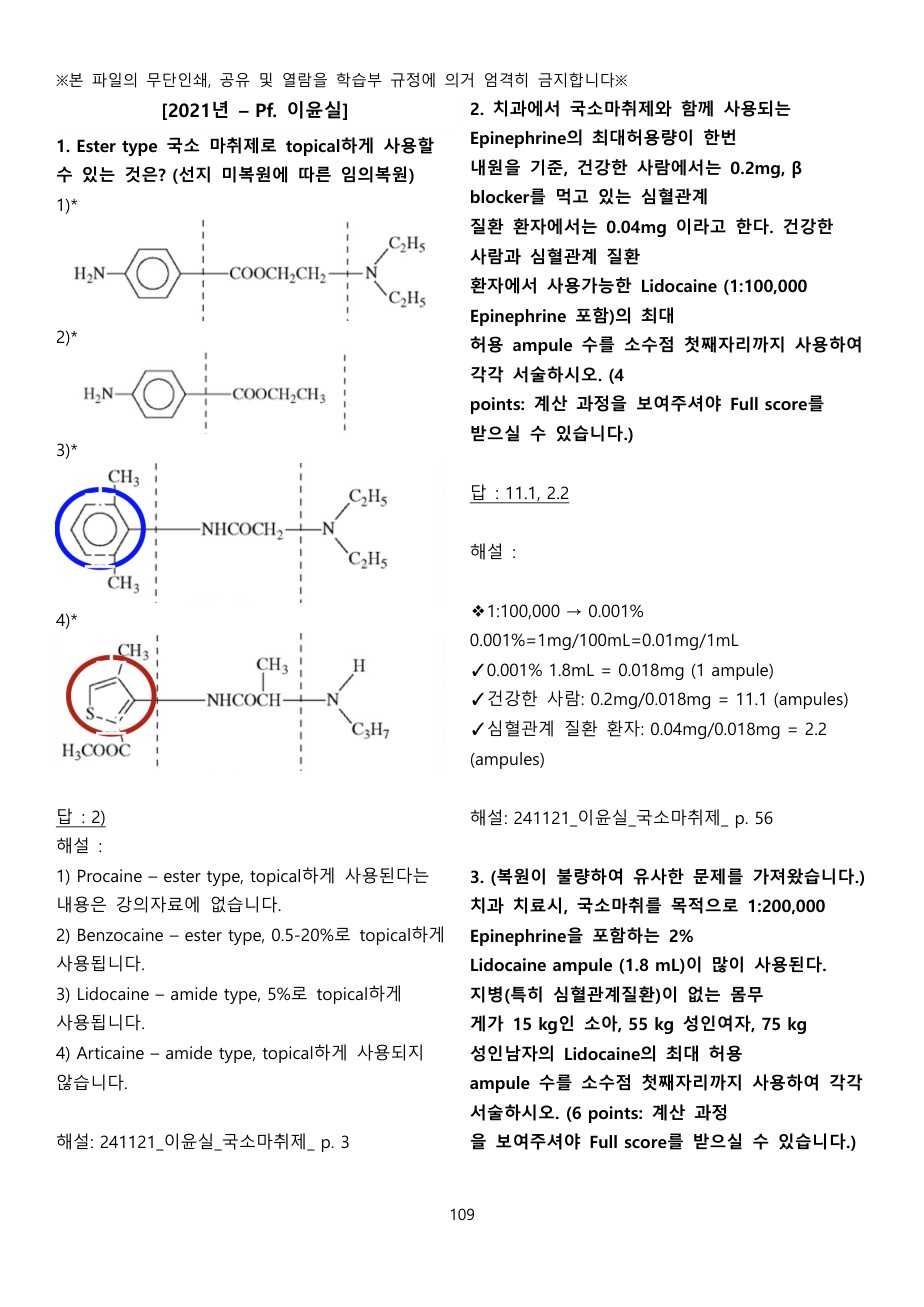 ※본 파일의 무단인쇄, 공유 및 열람을 학습부 규정에 의거 엄격히 금지합니다※
[2021년 – Pf. 이윤실]
1. Ester type 국소 마취제로 topical하게 사용할
수 있는 것은? (선지 미복원에 따른 임의복원)
1)*
H₂N
COOCH₂CH₂
N
C₂H₅
C₂H₅
2)*
H₂N
COOCH₂CH₃
3)*
CH₃
NHCOCH₂
N
C₂H₅
C₂H₅
CH₃
4)*
CH₃
S
H₃COOC
CH₃
NHCOCH
N
H
C₃H₇
답 : 2)
해설 :
1) Procaine – ester type, topical하게 사용된다는
내용은 강의자료에 없습니다.
2) Benzocaine – ester type, 0.5-20%로 topical하게
사용됩니다.
3) Lidocaine – amide type, 5%로 topical하게
사용됩니다.
4) Articaine – amide type, topical하게 사용되지
않습니다.
해설: 241121_이윤실_국소마취제_ p. 3
2. 치과에서 국소마취제와 함께 사용되는
Epinephrine의 최대허용량이 한번
내원을 기준, 건강한 사람에서는 0.2mg, β
blocker를 먹고 있는 심혈관계
질환 환자에서는 0.04mg 이라고 한다. 건강한
사람과 심혈관계 질환
환자에서 사용가능한 Lidocaine (1:100,000
Epinephrine 포함)의 최대
허용 ampule 수를 소수점 첫째자리까지 사용하여
각각 서술하시오. (4
points: 계산 과정을 보여주셔야 Full score를
받으실 수 있습니다.)
답 : 11.1, 2.2
해설 :
❖1:100,000 → 0.001%
0.001%=1mg/100mL=0.01mg/1mL
✓0.001% 1.8mL = 0.018mg (1 ampule)
✓건강한 사람: 0.2mg/0.018mg = 11.1 (ampules)
✓심혈관계 질환 환자: 0.04mg/0.018mg = 2.2
(ampules)
해설: 241121_이윤실_국소마취제_ p. 56
3. (복원이 불량하여 유사한 문제를 가져왔습니다.)
치과 치료시, 국소마취를 목적으로 1:200,000
Epinephrine을 포함하는 2%
Lidocaine ampule (1.8 mL)이 많이 사용된다.
지병(특히 심혈관계질환)이 없는 몸무
게가 15 kg인 소아, 55 kg 성인여자, 75 kg
성인남자의 Lidocaine의 최대 허용
ampule 수를 소수점 첫째자리까지 사용하여 각각
서술하시오. (6 points: 계산 과정
을 보여주셔야 Full score를 받으실 수 있습니다.)
109